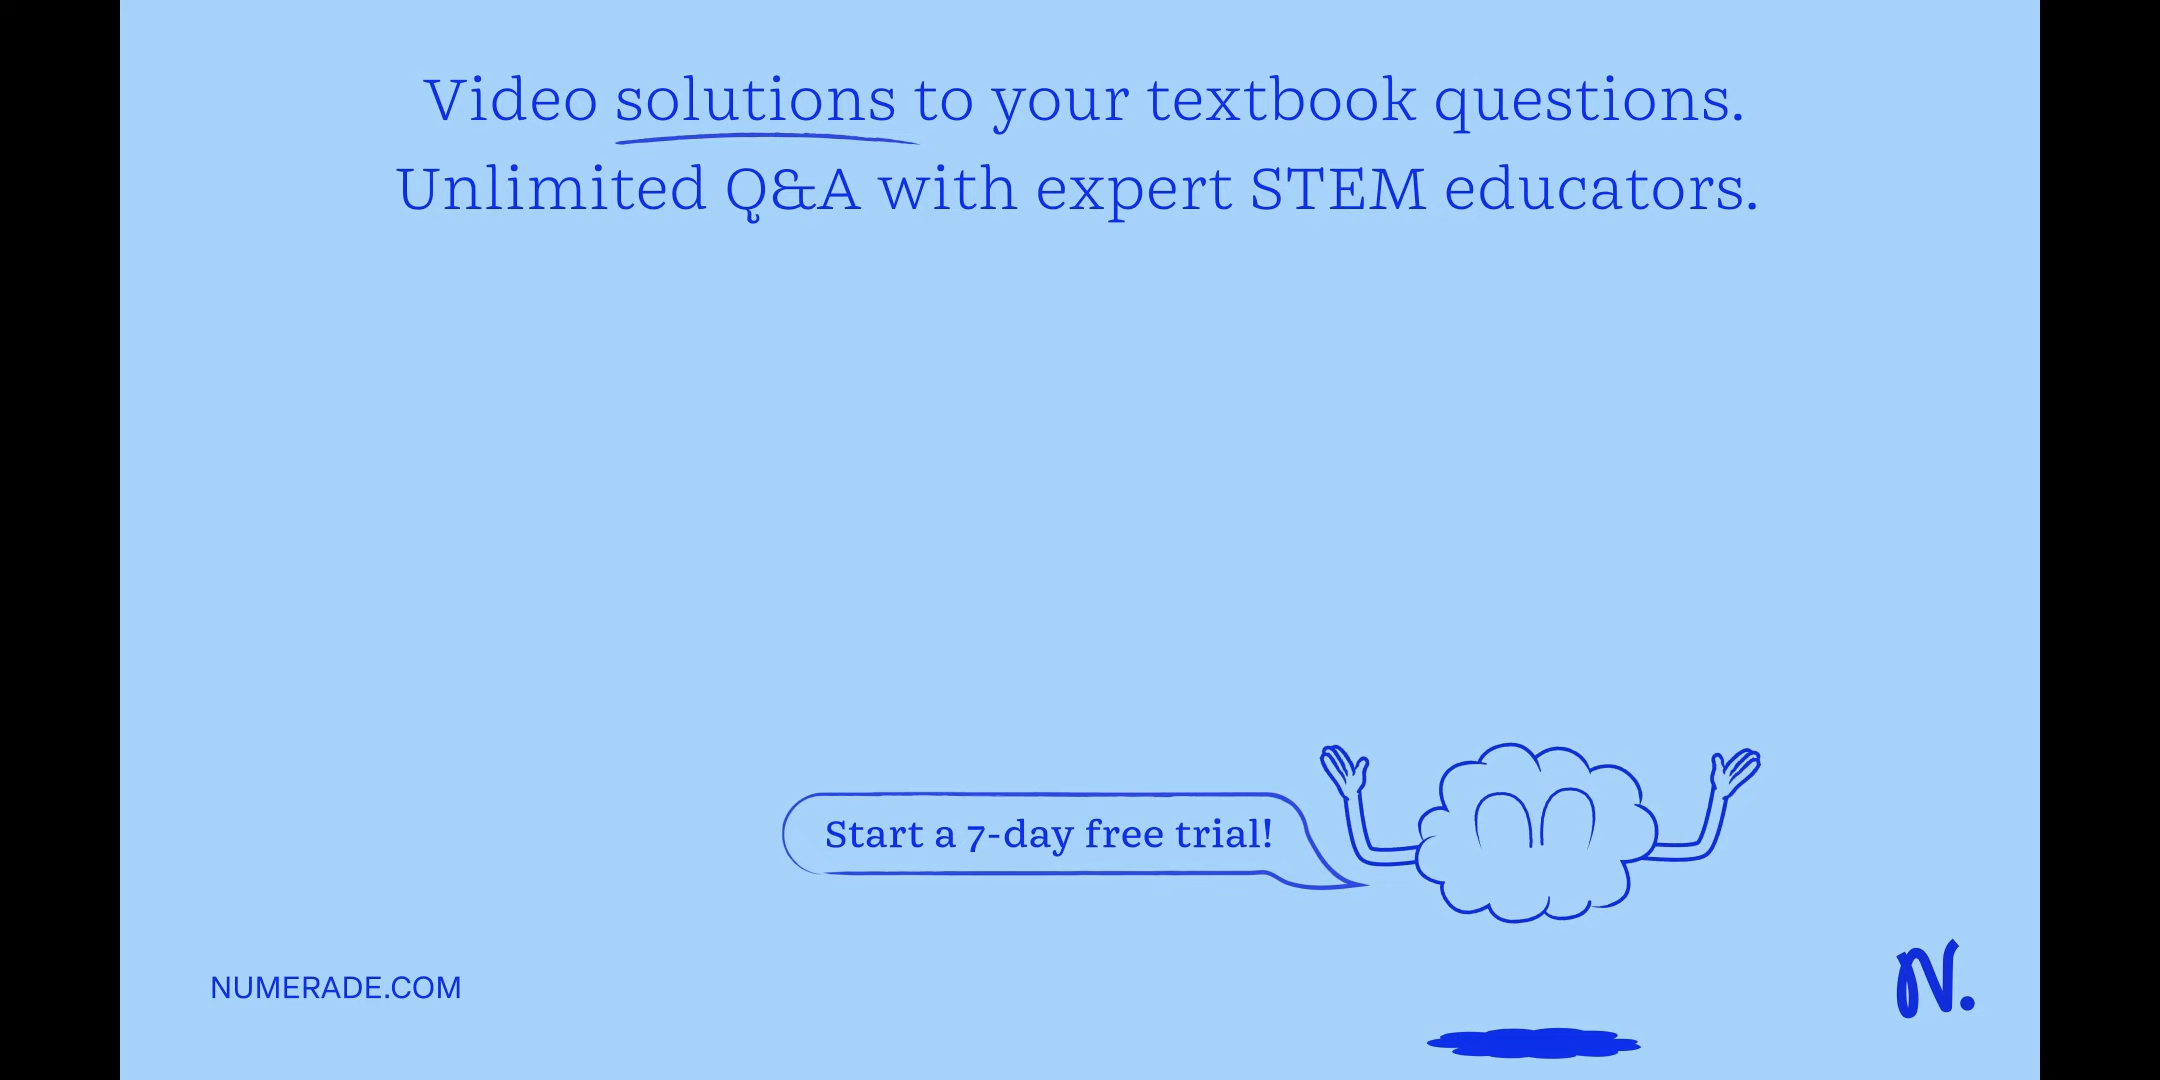 Video solutions to your textbook questions.
Unlimited Q&A with expert STEM educators.
Start a 7-day free trial!
NUMERADE.COM
N.